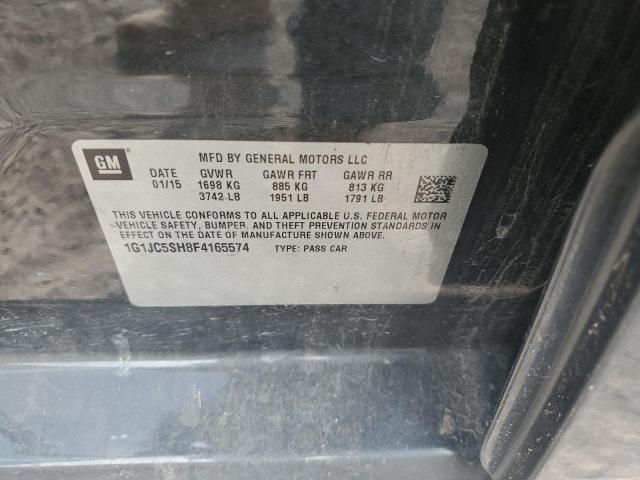 GM
MFD BY GENERAL MOTORS LLC
DATE GVWR GAWR FRT GAWR RR
01/15 1698 KG 885 KG 813 KG
3742 LB 1951 LB 1791 LB
THIS VEHICLE CONFORMS TO ALL APPLICABLE U.S. FEDERAL MOTOR
VEHICLE SAFETY, BUMPER, AND THEFT PREVENTION STANDARDS IN
EFFECT ON THE DATE OF MANUFACTURE SHOWN ABOVE.
1G1JC5SH8F4165574 TYPE: PASS CAR